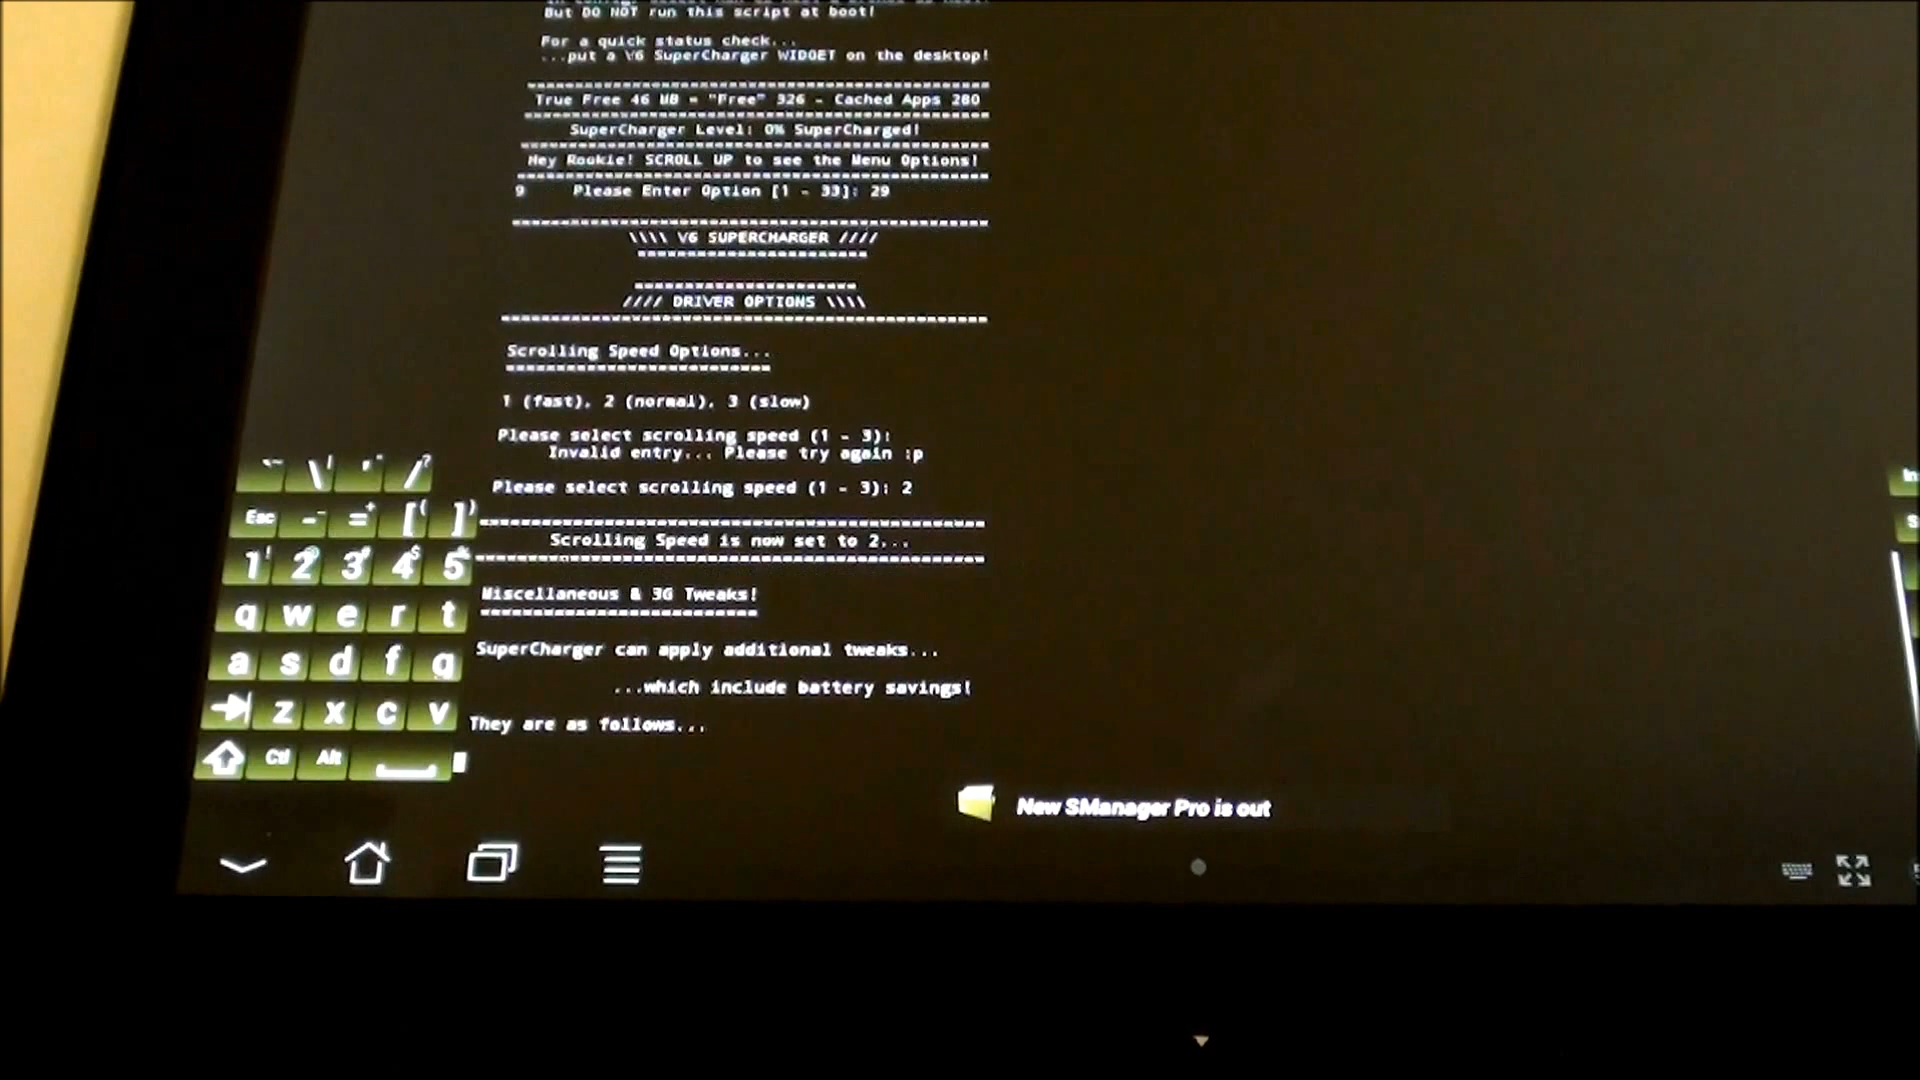 But DO NOT run this script at boot!
For a quick status check...
...put a V6 SuperCharger WIDGET on the desktop!
True Free 46 MB = "Free" 326 - Cached Apps 280
SuperCharger Level: 0% SuperCharged!
Hey Rookie! SCROLL UP to see the Menu Options!
9 Please Enter Option [1 - 33]: 29
\\\\ V6 SUPERCHARGER ////
//// DRIVER OPTIONS \\\\
Scrolling Speed Options...
1 (fast), 2 (normal), 3 (slow)
Please select scrolling speed (1 - 3):
Invalid entry... Please try again :p
Please select scrolling speed (1 - 3): 2
Scrolling Speed is now set to 2...
Miscellaneous & 3G Tweaks!
SuperCharger can apply additional tweaks...
...which include battery savings!
They are as follows...
Esc -_ =+ [( ])
1! 2@ 3# 4$ 5%
q w e r t
a s d f g
z x c v
Ctl Alt
New SManager Pro is out